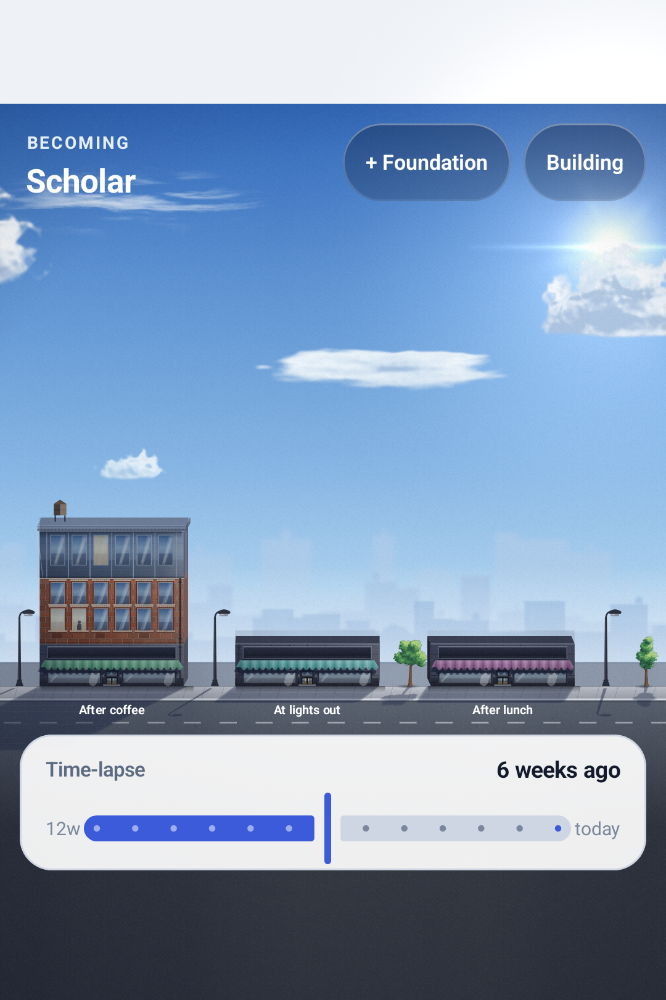 BECOMING
Scholar
+ Foundation
Building
After coffee
At lights out
After lunch
Time-lapse
6 weeks ago
12w
today